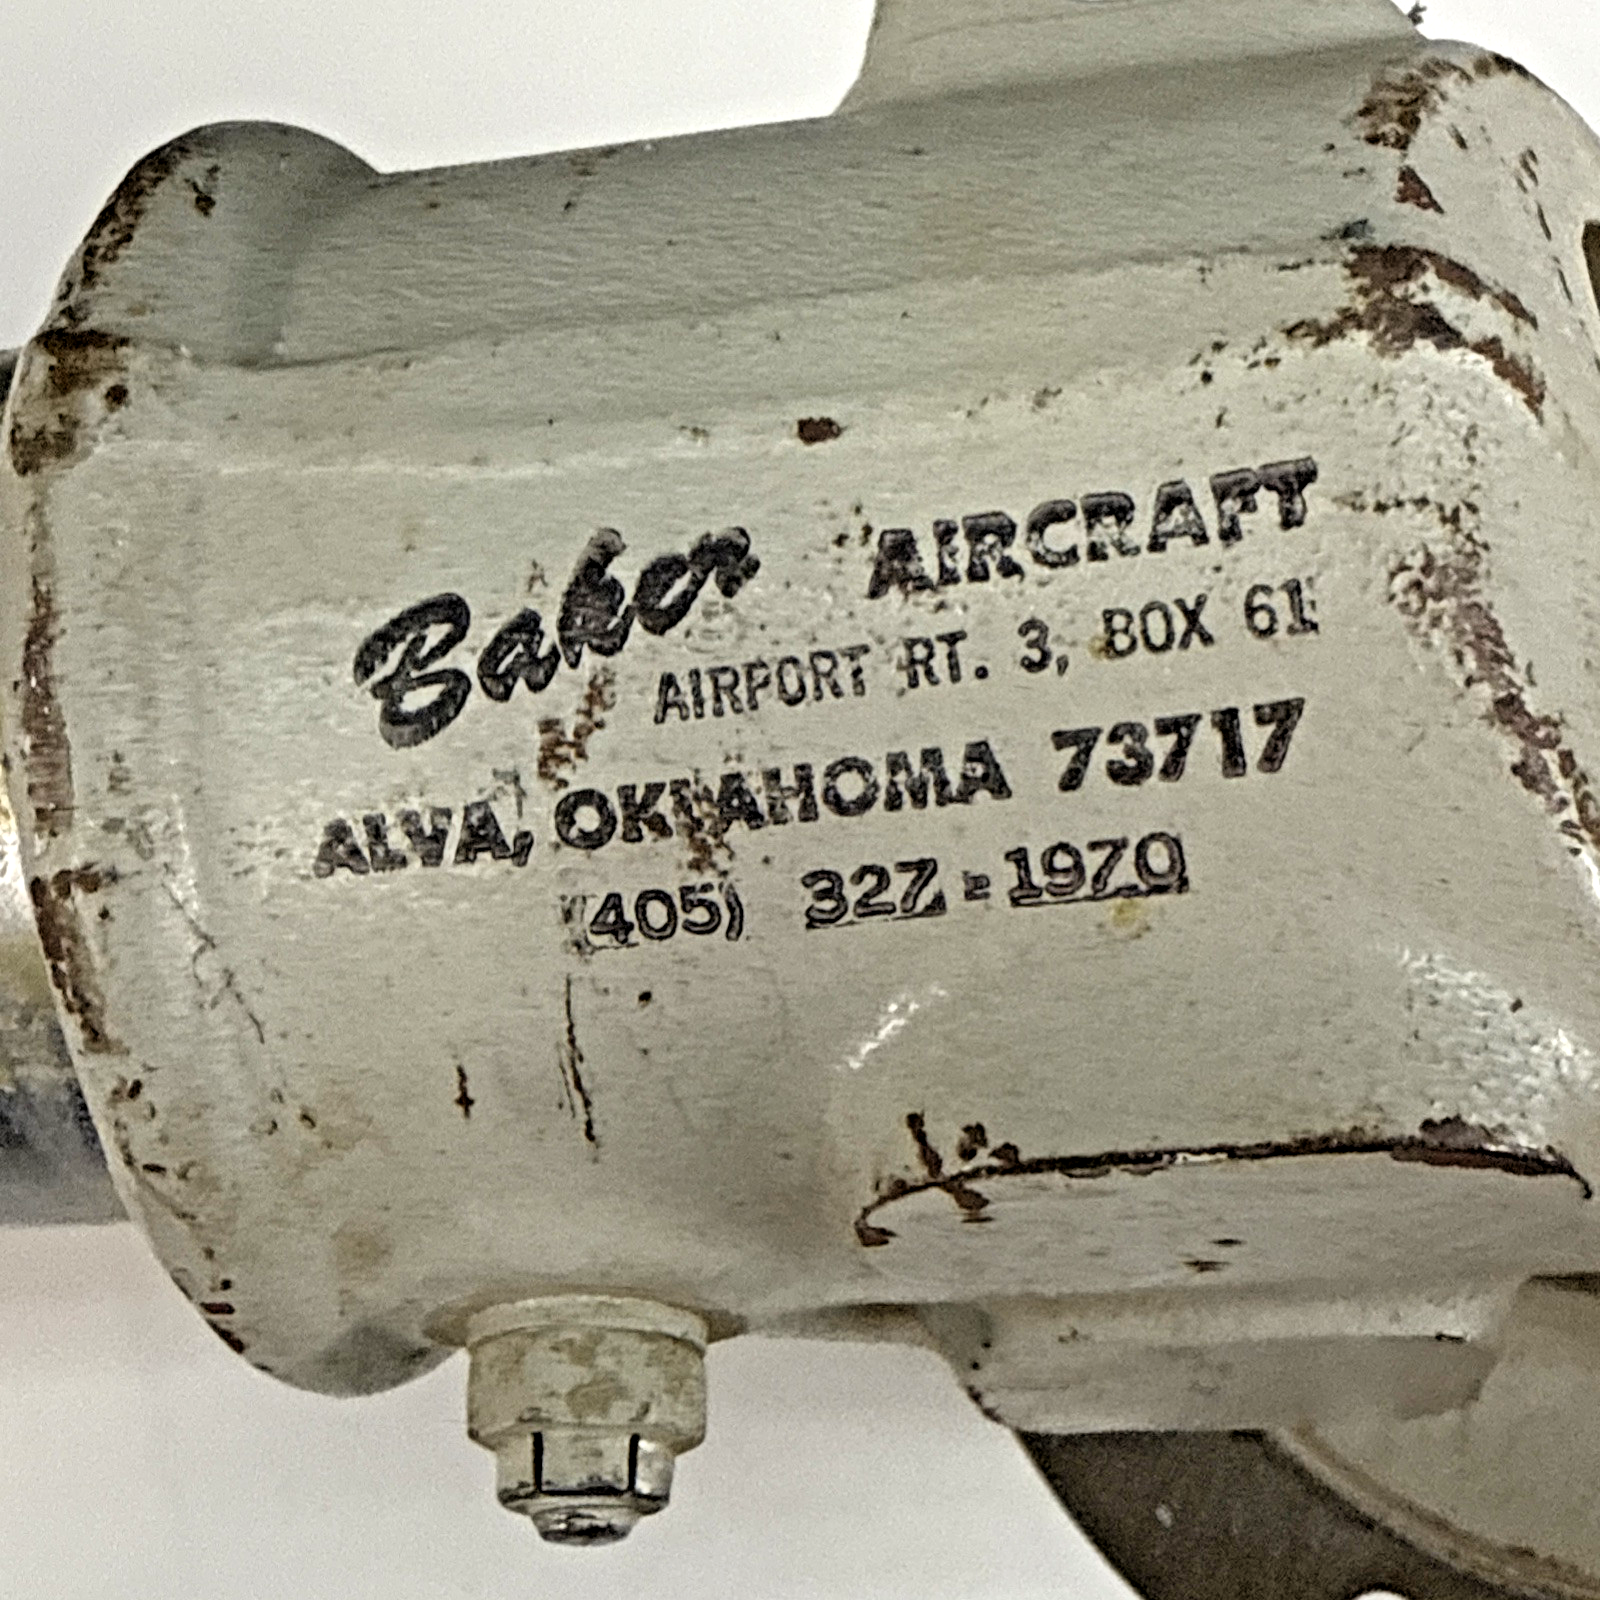 Baker AIRCRAFT
AIRPORT RT. 3, BOX 61
ALVA, OKLAHOMA 73717
(405) 327-1970